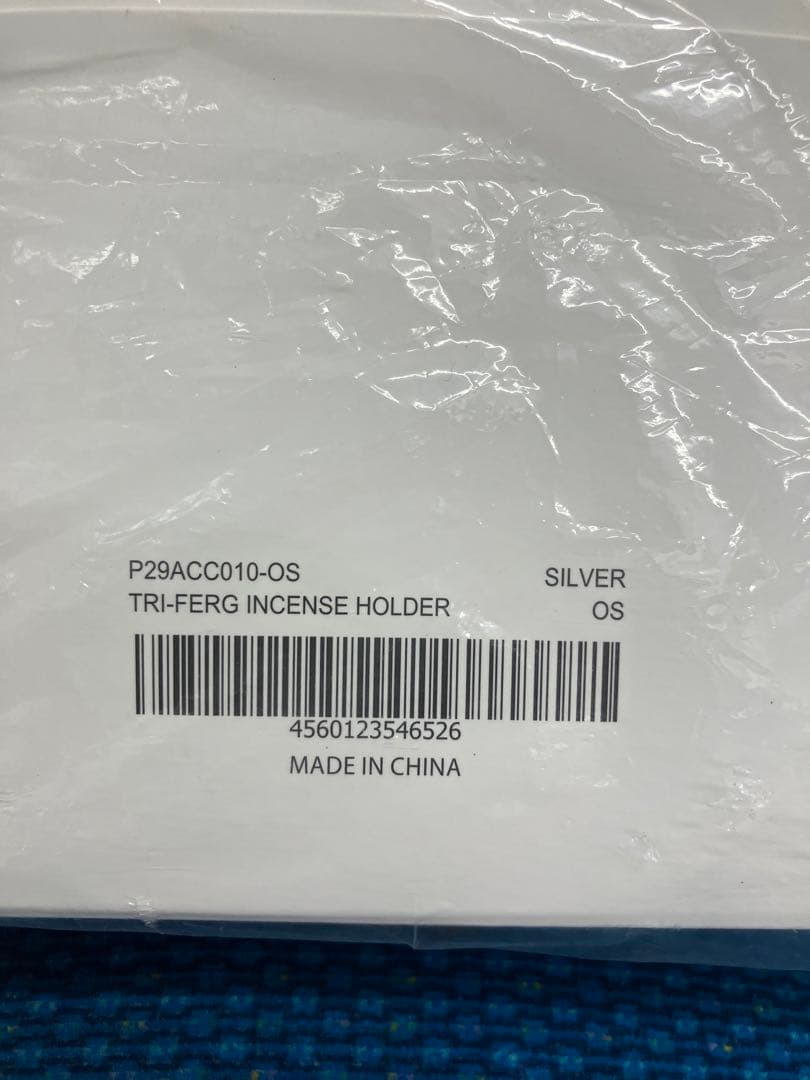 P29ACC010-OS SILVER
TRI-FERG INCENSE HOLDER OS
4560123546526
MADE IN CHINA